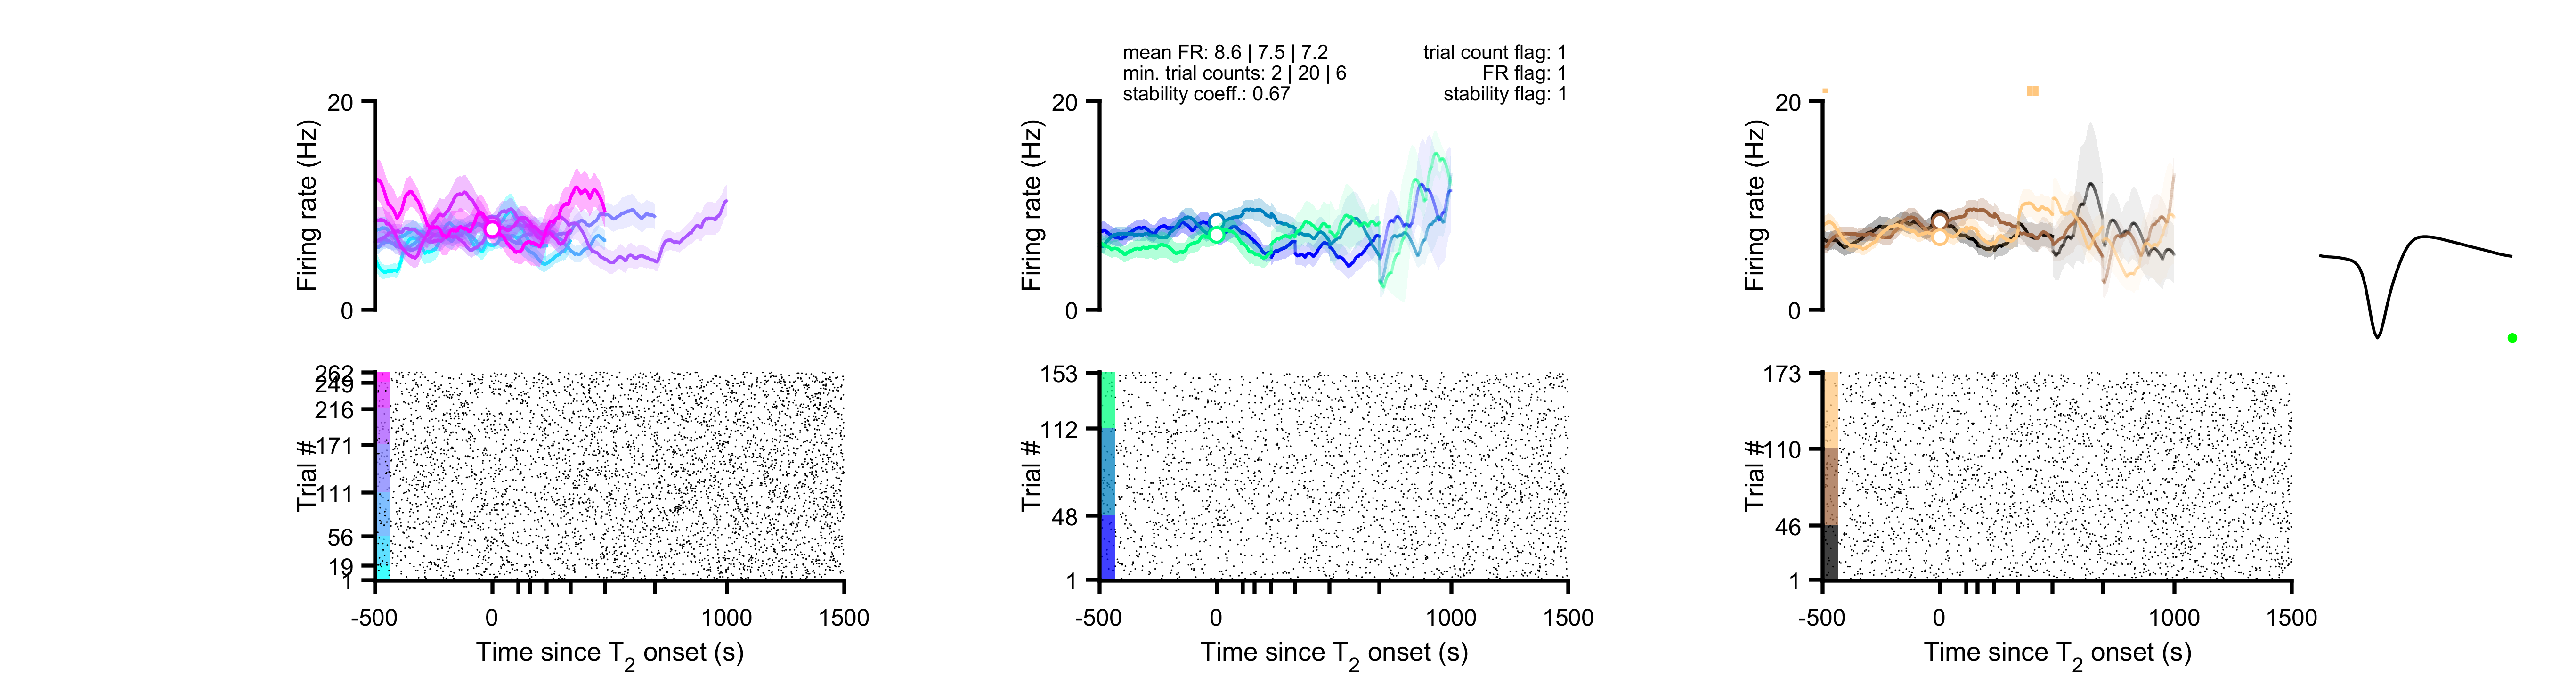 mean FR: 8.6 | 7.5 | 7.2
min. trial counts: 2 | 20 | 6
stability coeff.: 0.67
trial count flag: 1
FR flag: 1
stability flag: 1
20
Firing rate (Hz)
0
20
Firing rate (Hz)
0
20
Firing rate (Hz)
0
262
249
216
171
111
56
19
1
Trial #
-500
0
1000
1500
Time since T2 onset (s)
153
112
48
1
Trial #
-500
0
1000
1500
Time since T2 onset (s)
173
110
46
1
Trial #
-500
0
1000
1500
Time since T2 onset (s)